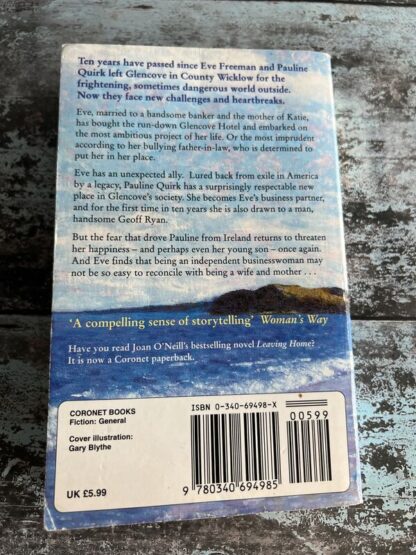 Ten years have passed since Eve Freeman and Pauline
Quirk left Glencove in County Wicklow for the
frightening, sometimes dangerous world outside.
Now they face new challenges and heartbreaks.
Eve, married to a handsome banker and the mother of Katie,
has bought the run-down Glencove Hotel and embarked on
the most ambitious project of her life. Or the most imprudent
according to her bullying father-in-law, who is determined to
put her in her place.
Eve has an unexpected ally. Lured back from exile in America
by a legacy, Pauline Quirk has a surprisingly respectable new
place in Glencove's society. She becomes Eve's business partner,
and for the first time in ten years she is also drawn to a man,
handsome Geoff Ryan.
But the fear that drove Pauline from Ireland returns to threaten
her happiness – and perhaps even her young son – once again.
And Eve finds that being an independent businesswoman may
not be so easy to reconcile with being a wife and mother . . .
'A compelling sense of storytelling' Woman's Way
Have you read Joan O'Neill's bestselling novel Leaving Home?
It is now a Coronet paperback.
CORONET BOOKS
Fiction: General
Cover illustration:
Gary Blythe
UK £5.99
ISBN 0-340-69498-X
00599
9 780340 694985